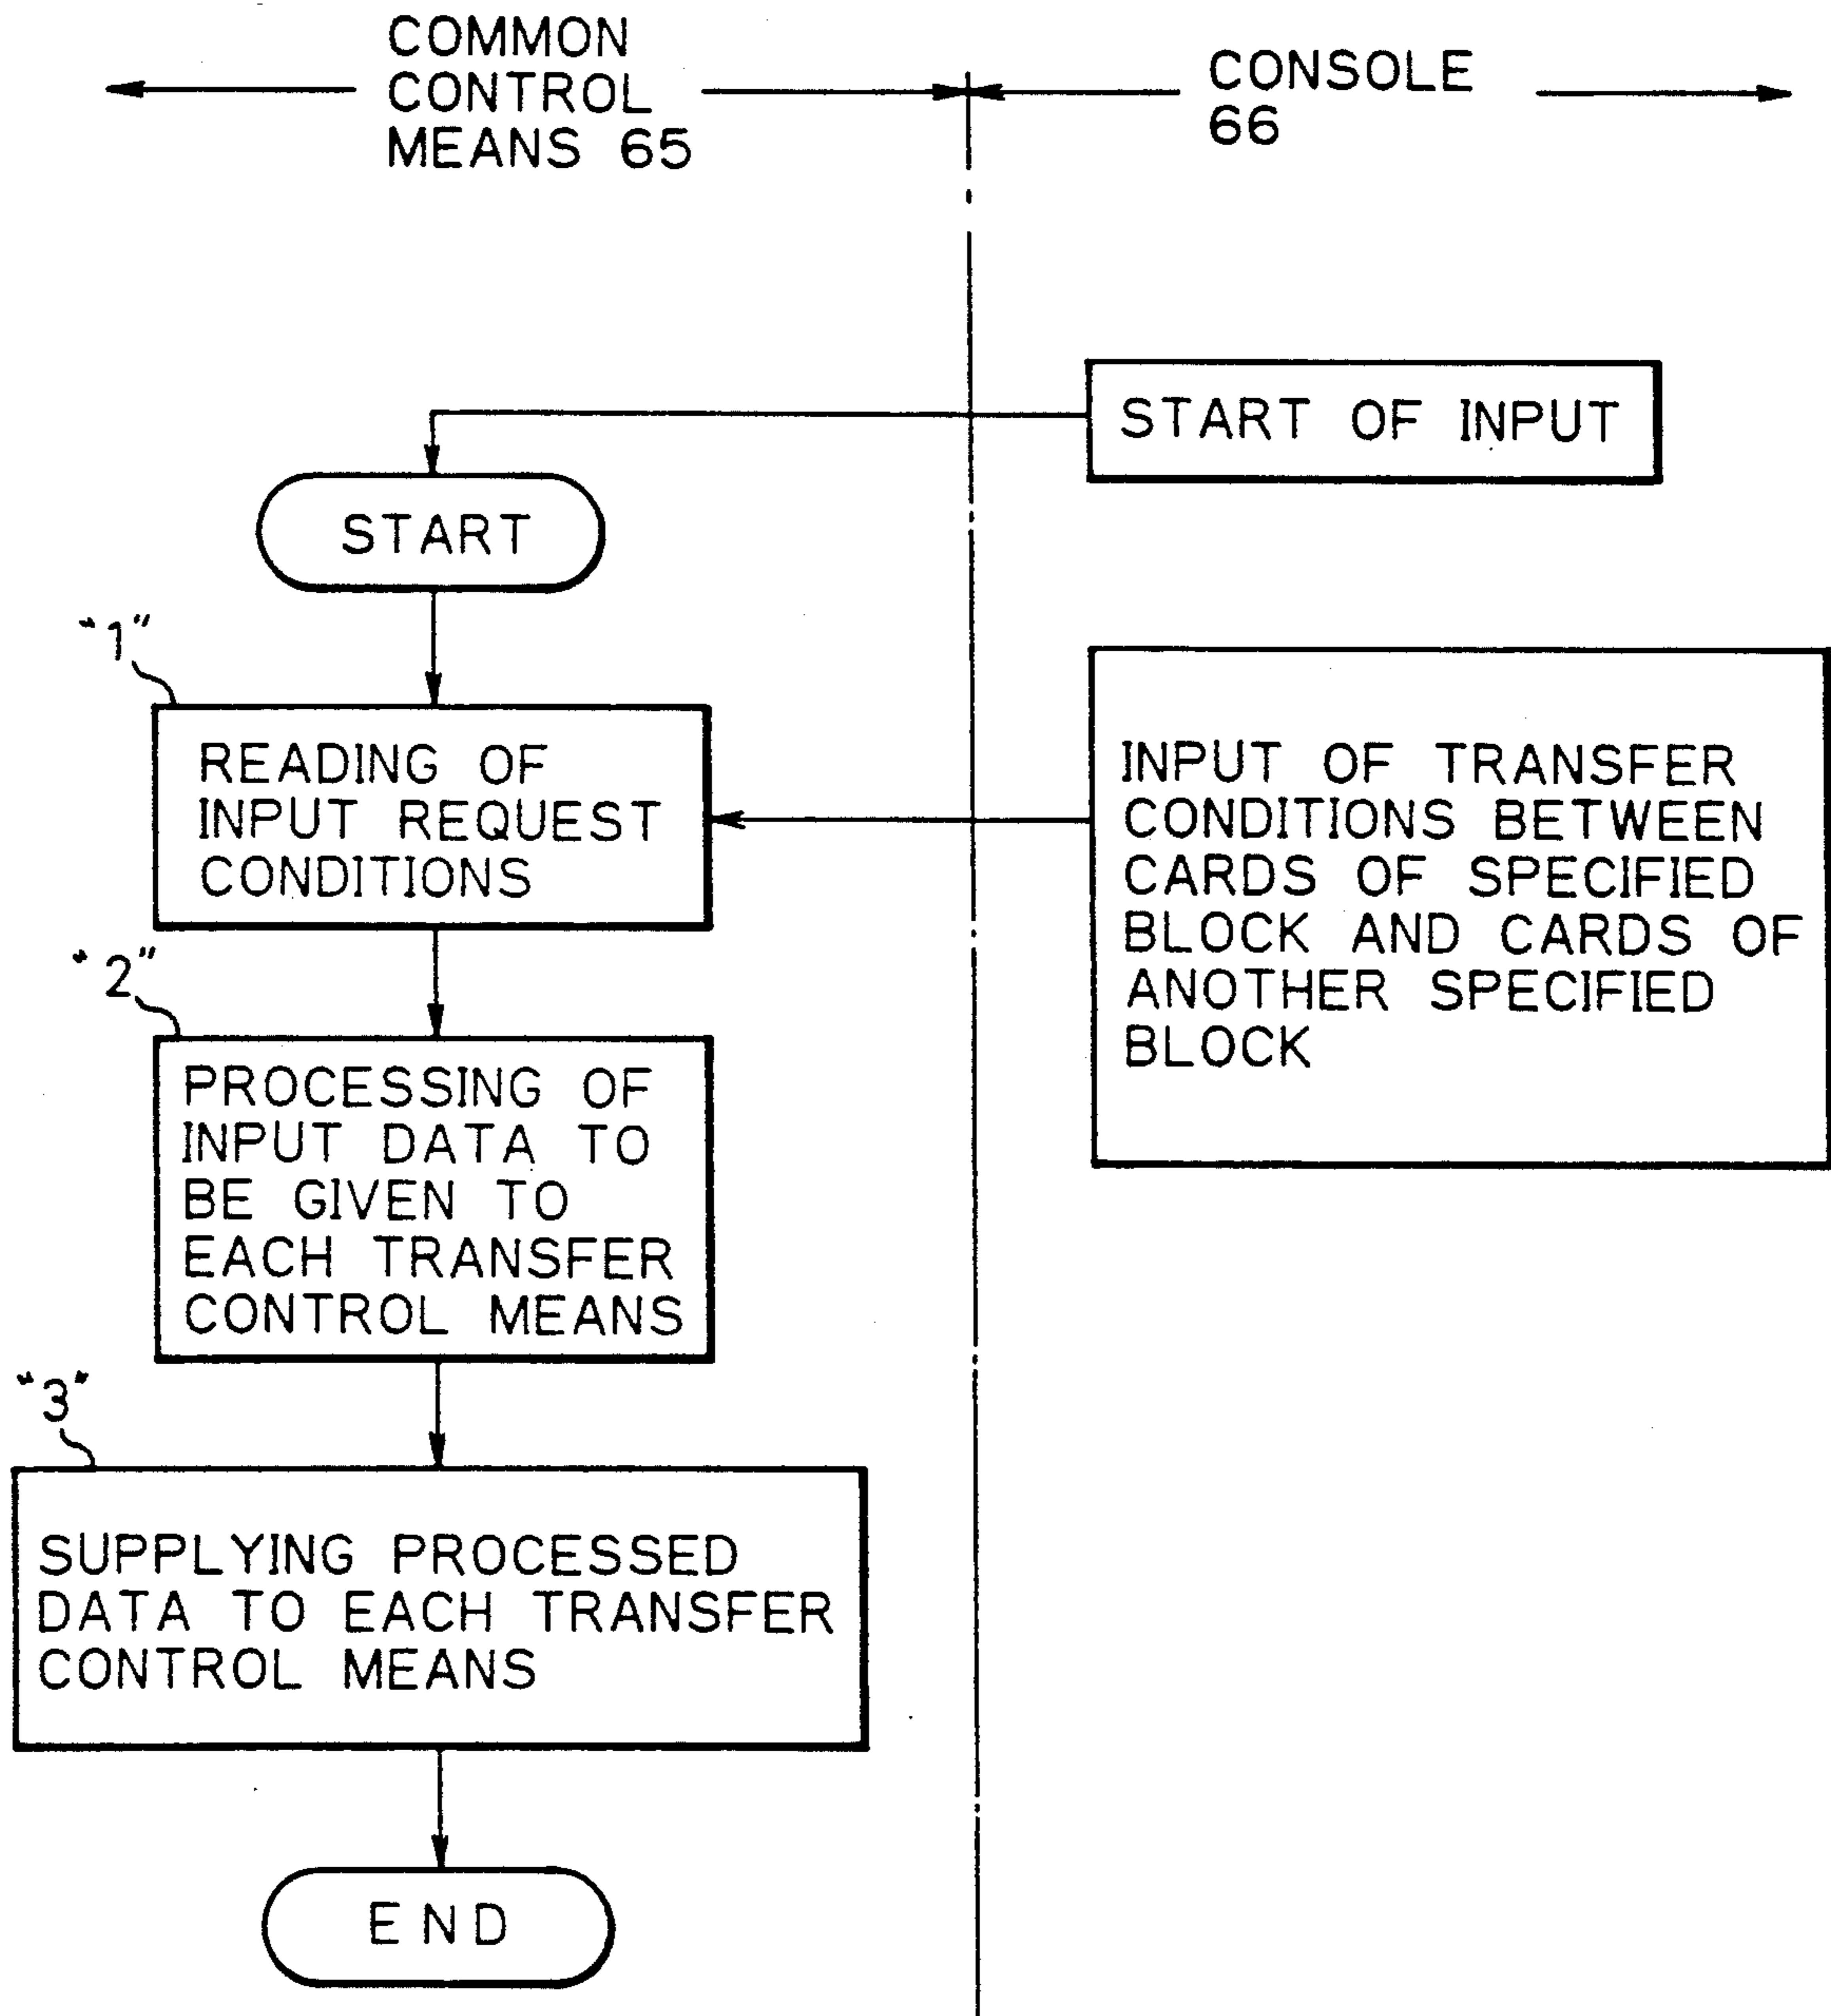 COMMON
CONTROL
MEANS 65
CONSOLE
66
START OF INPUT
START
"1"
READING OF
INPUT REQUEST
CONDITIONS
INPUT OF TRANSFER
CONDITIONS BETWEEN
CARDS OF SPECIFIED
BLOCK AND CARDS OF
ANOTHER SPECIFIED
BLOCK
"2"
PROCESSING OF
INPUT DATA TO
BE GIVEN TO
EACH TRANSFER
CONTROL MEANS
"3"
SUPPLYING PROCESSED
DATA TO EACH TRANSFER
CONTROL MEANS
END